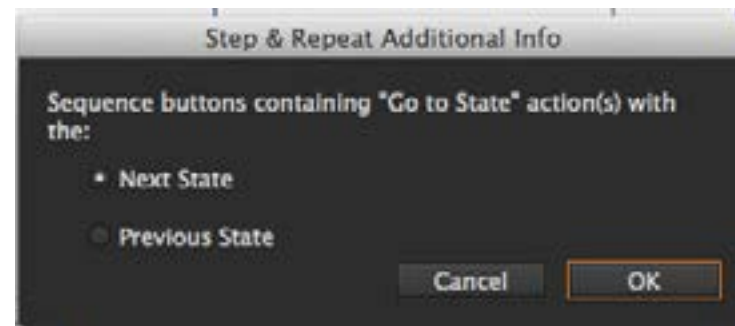 Step & Repeat Additional Info
Sequence buttons containing "Go to State" action(s) with
the:
Next State
Previous State
Cancel
OK